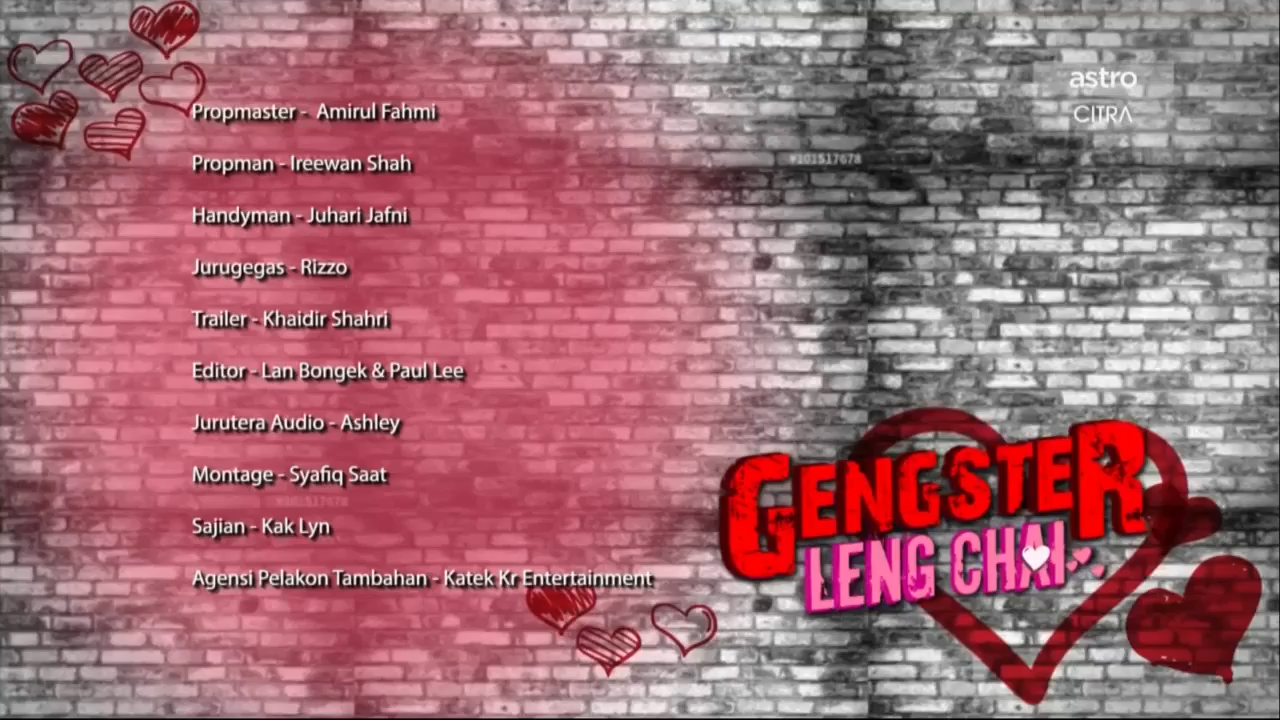 Propmaster - Amirul Fahmi
Propman - Ireewan Shah
Handyman - Juhari Jafni
Jurugegas - Rizzo
Trailer - Khaidir Shahri
Editor - Lan Bongek & Paul Lee
Jurutera Audio - Ashley
Montage - Syafiq Saat
Sajian - Kak Lyn
Agensi Pelakon Tambahan - Katek Kr Entertainment
astro
CITRA
#101517678
#101517678
GENGSTER
LENG CHAI